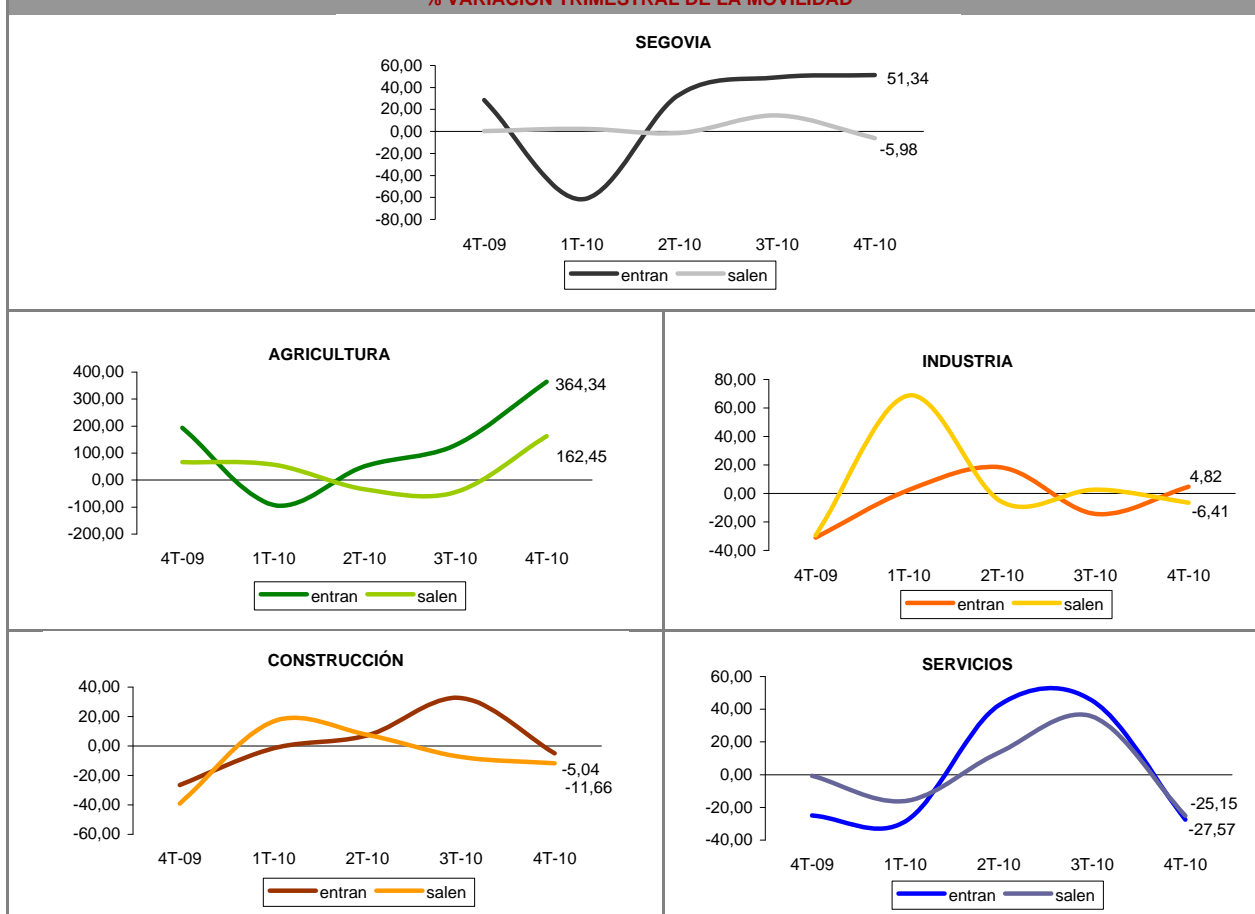 % VARIACIÓN TRIMESTRAL DE LA MOVILIDAD
SEGOVIA
60,00
40,00
20,00
0,00
-20,00
-40,00
-60,00
-80,00
51,34
-5,98
4T-09 1T-10 2T-10 3T-10 4T-10
entran salen
AGRICULTURA
400,00
300,00
200,00
100,00
0,00
-100,00
-200,00
364,34
162,45
4T-09 1T-10 2T-10 3T-10 4T-10
entran salen
INDUSTRIA
80,00
60,00
40,00
20,00
0,00
-20,00
-40,00
4,82
-6,41
4T-09 1T-10 2T-10 3T-10 4T-10
entran salen
CONSTRUCCIÓN
40,00
20,00
0,00
-20,00
-40,00
-60,00
-5,04
-11,66
4T-09 1T-10 2T-10 3T-10 4T-10
entran salen
SERVICIOS
60,00
40,00
20,00
0,00
-20,00
-40,00
-25,15
-27,57
4T-09 1T-10 2T-10 3T-10 4T-10
entran salen